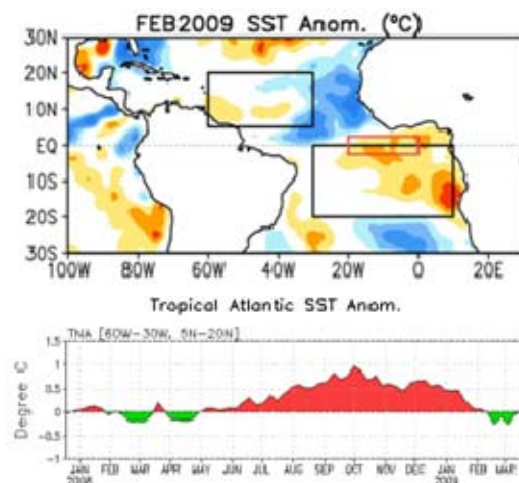 FEB2009 SST Anom. (°C)
30N
20N
10N
EQ
10S
20S
30S
100W 80W 60W 40W 20W 0 20E
Tropical Atlantic SST Anom.
TNA [60W-30W, 5N-20N]
Degree (C
1.5
1
0.5
0
-0.5
-1
JAN FEB MAR APR MAY JUN JUL AUG SEP OCT NOV DEC JAN FEB MAR
2008 2009